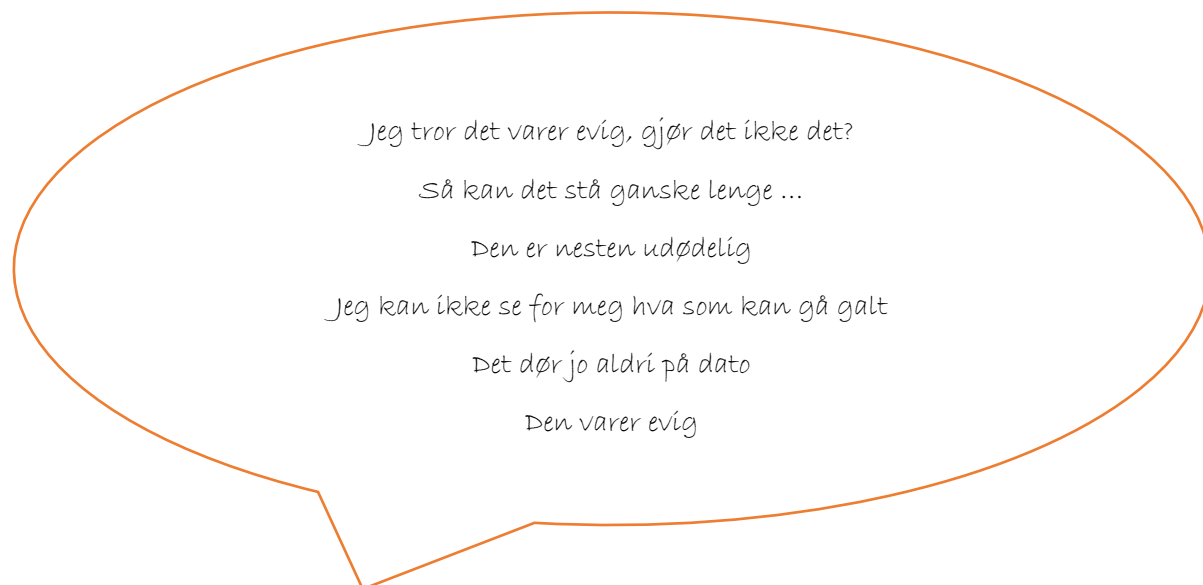 Jeg tror det varer evig, gjør det ikke det?
Så kan det stå ganske lenge ...
Den er nesten udødelig
Jeg kan ikke se for meg hva som kan gå galt
Det dør jo aldri på dato
Den varer evig